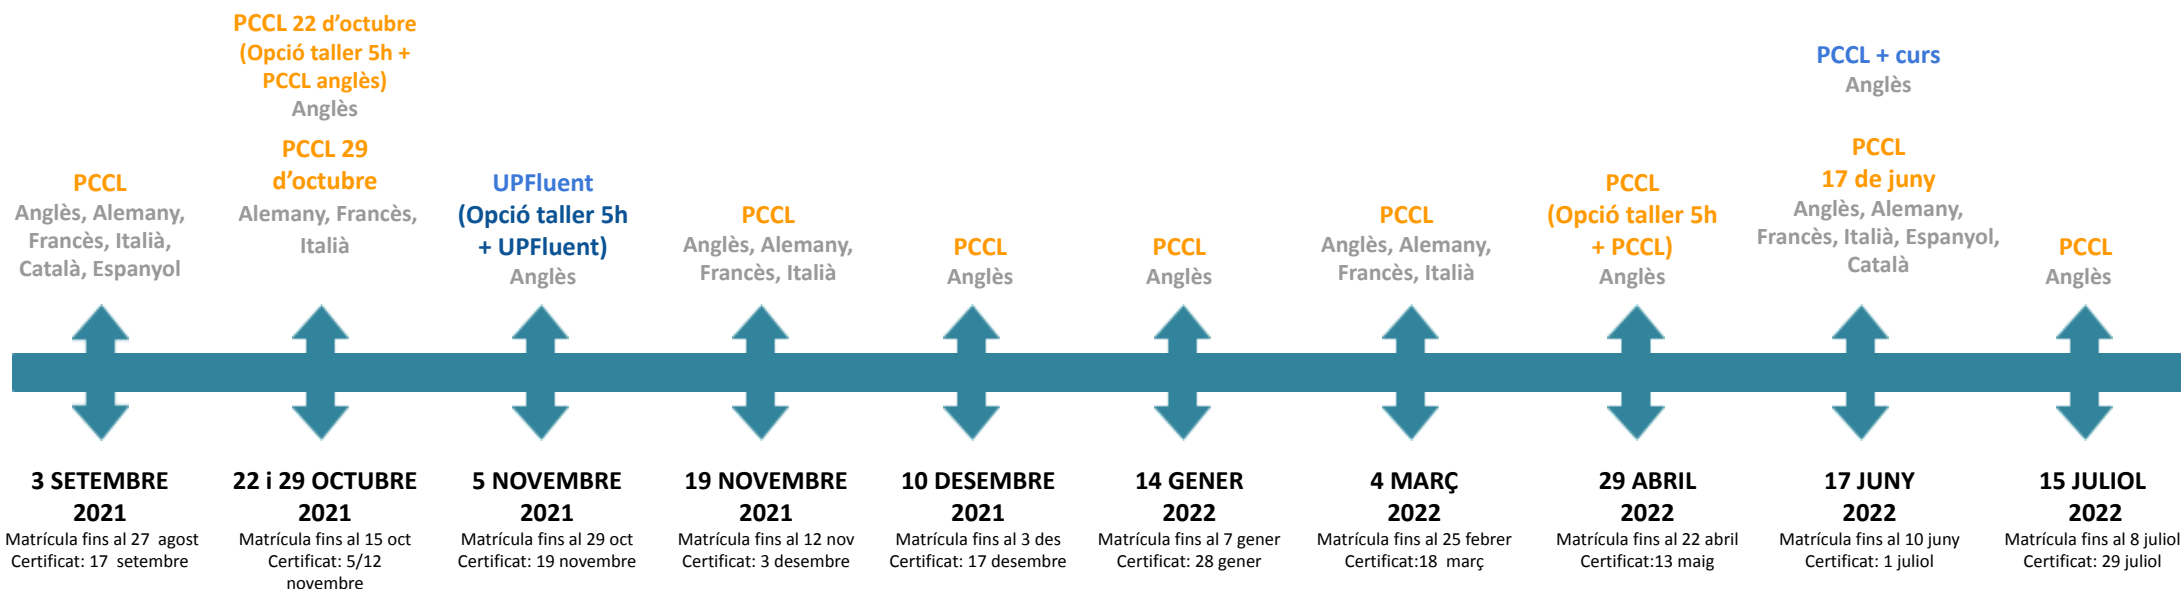 PCCL
Anglès, Alemany,
Francès, Italià,
Català, Espanyol
3 SETEMBRE
2021
Matrícula fins al 27 agost
Certificat: 17 setembre
PCCL 22 d’octubre
(Opció taller 5h +
PCCL anglès)
Anglès
PCCL 29
d’octubre
Alemany, Francès,
Italià
22 i 29 OCTUBRE
2021
Matrícula fins al 15 oct
Certificat: 5/12
novembre
UPFluent
(Opció taller 5h
+ UPFluent)
Anglès
5 NOVEMBRE
2021
Matrícula fins al 29 oct
Certificat: 19 novembre
PCCL
Anglès, Alemany,
Francès, Italià
19 NOVEMBRE
2021
Matrícula fins al 12 nov
Certificat: 3 desembre
PCCL
Anglès
10 DESEMBRE
2021
Matrícula fins al 3 des
Certificat: 17 desembre
PCCL
Anglès
14 GENER
2022
Matrícula fins al 7 gener
Certificat: 28 gener
PCCL
Anglès, Alemany,
Francès, Italià
4 MARÇ
2022
Matrícula fins al 25 febrer
Certificat:18 març
PCCL
(Opció taller 5h
+ PCCL)
Anglès
29 ABRIL
2022
Matrícula fins al 22 abril
Certificat:13 maig
PCCL + curs
Anglès
PCCL
17 de juny
Anglès, Alemany,
Francès, Italià, Espanyol,
Català
17 JUNY
2022
Matrícula fins al 10 juny
Certificat: 1 juliol
PCCL
Anglès
15 JULIOL
2022
Matrícula fins al 8 juliol
Certificat: 29 juliol